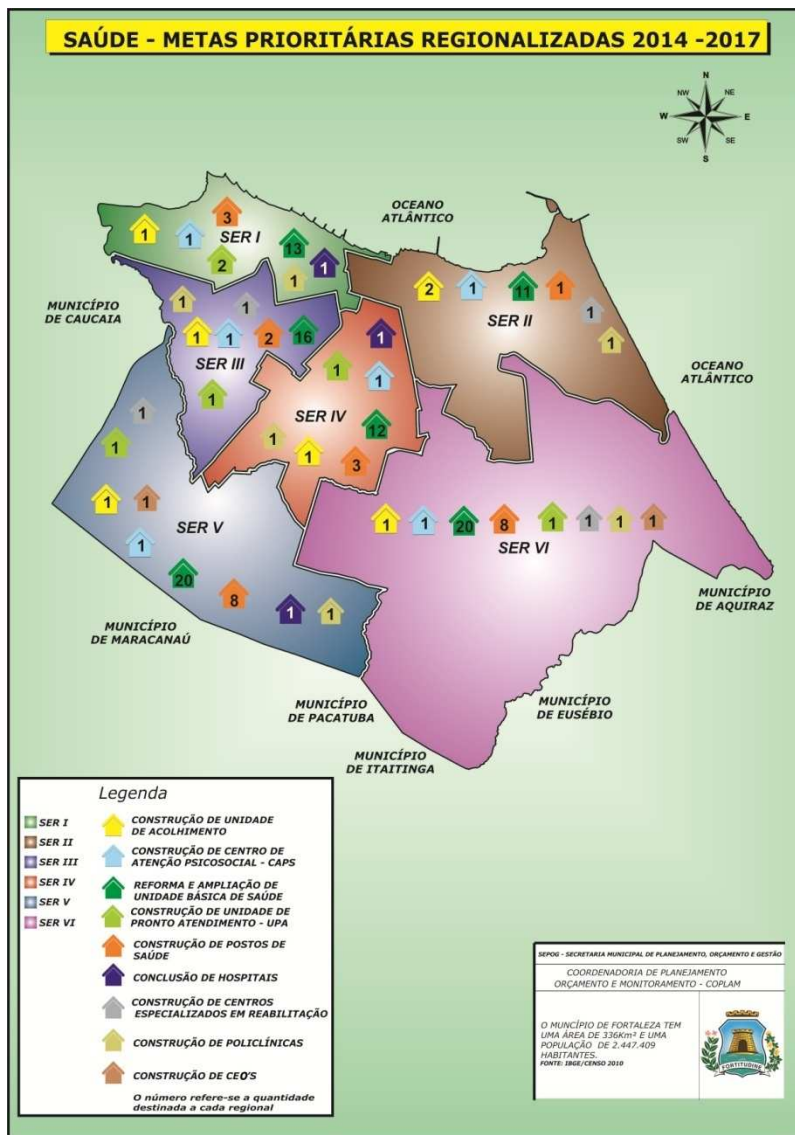 SAÚDE - METAS PRIORITÁRIAS REGIONALIZADAS 2014 -2017
N
NW
NE
W
E
SW
SE
S
OCEANO
ATLÂNTICO
3
1
1
SER I
13
2
1
1
MUNICÍPIO
DE CAUCAIA
1
1
1
1
2
16
SER III
1
2
1
11
1
SER II
1
1
OCEANO
ATLÂNTICO
1
1
1
SER IV
12
1
1
3
1
1
1
1
SER V
1
20
8
1
1
1
1
20
8
1
1
1
1
SER VI
MUNICÍPIO
DE AQUIRAZ
MUNICÍPIO
DE MARACANAÚ
MUNICÍPIO
DE PACATUBA
MUNICÍPIO
DE EUSÉBIO
MUNICÍPIO
DE ITAITINGA
Legenda
SER I
SER II
SER III
SER IV
SER V
SER VI
CONSTRUÇÃO DE UNIDADE
DE ACOLHIMENTO
CONSTRUÇÃO DE CENTRO DE
ATENÇÃO PSICOSOCIAL - CAPS
REFORMA E AMPLIAÇÃO DE
UNIDADE BÁSICA DE SAÚDE
CONSTRUÇÃO DE UNIDADE DE
PRONTO ATENDIMENTO - UPA
CONSTRUÇÃO DE POSTOS DE
SAÚDE
CONCLUSÃO DE HOSPITAIS
CONSTRUÇÃO DE CENTROS
ESPECIALIZADOS EM REABILITAÇÃO
CONSTRUÇÃO DE POLICLÍNICAS
CONSTRUÇÃO DE CEO'S
O número refere-se a quantidade
destinada a cada regional
SEPOG - SECRETARIA MUNICIPAL DE PLANEJAMENTO, ORÇAMENTO E GESTÃO
COORDENADORIA DE PLANEJAMENTO
ORÇAMENTO E MONITORAMENTO - COPLAM
O MUNCÍPIO DE FORTALEZA TEM
UMA ÁREA DE 336Km² E UMA
POPULAÇÃO DE 2.447.409
HABITANTES.
FONTE: IBGE/CENSO 2010
FORTITUDINE